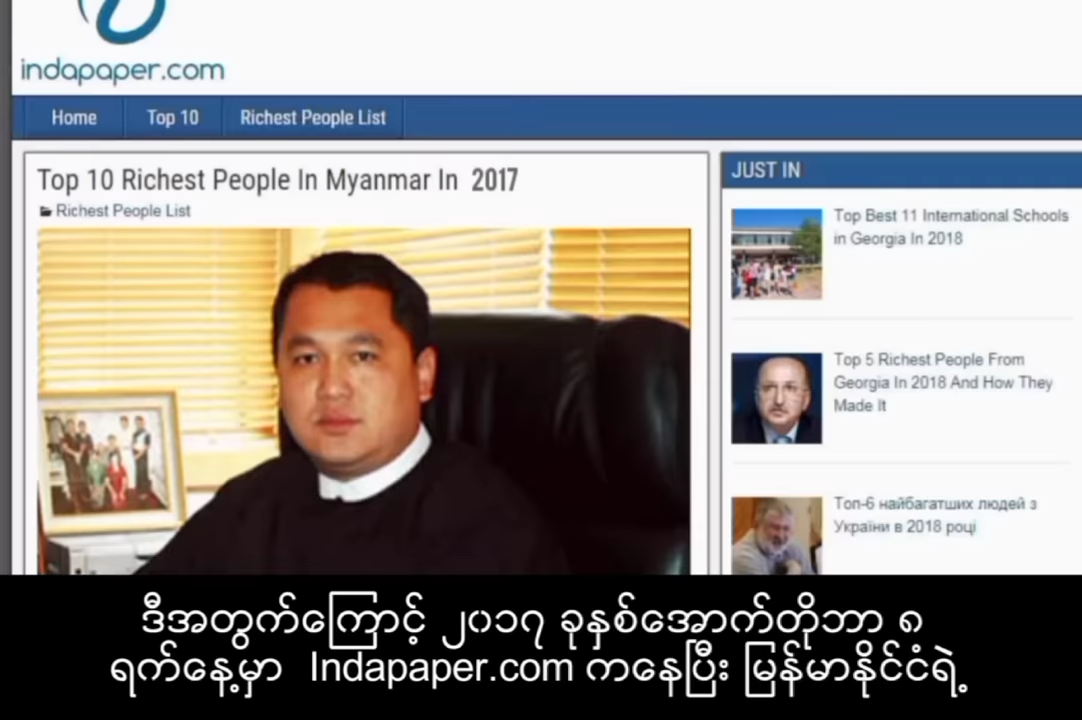 indapaper.com
Home
Top 10
Richest People List
Top 10 Richest People In Myanmar In 2017
Richest People List
JUST IN
Top Best 11 International Schools
in Georgia In 2018
Top 5 Richest People From
Georgia In 2018 And How They
Made It
Топ-6 найбагатших людей з
України в 2018 році
ဒီအတွက်ကြောင့် ၂၀၁၇ ခုနှစ်အောက်တိုဘာ ၈
ရက်နေ့မှာ Indapaper.com ကနေပြီး မြန်မာနိုင်ငံရဲ့